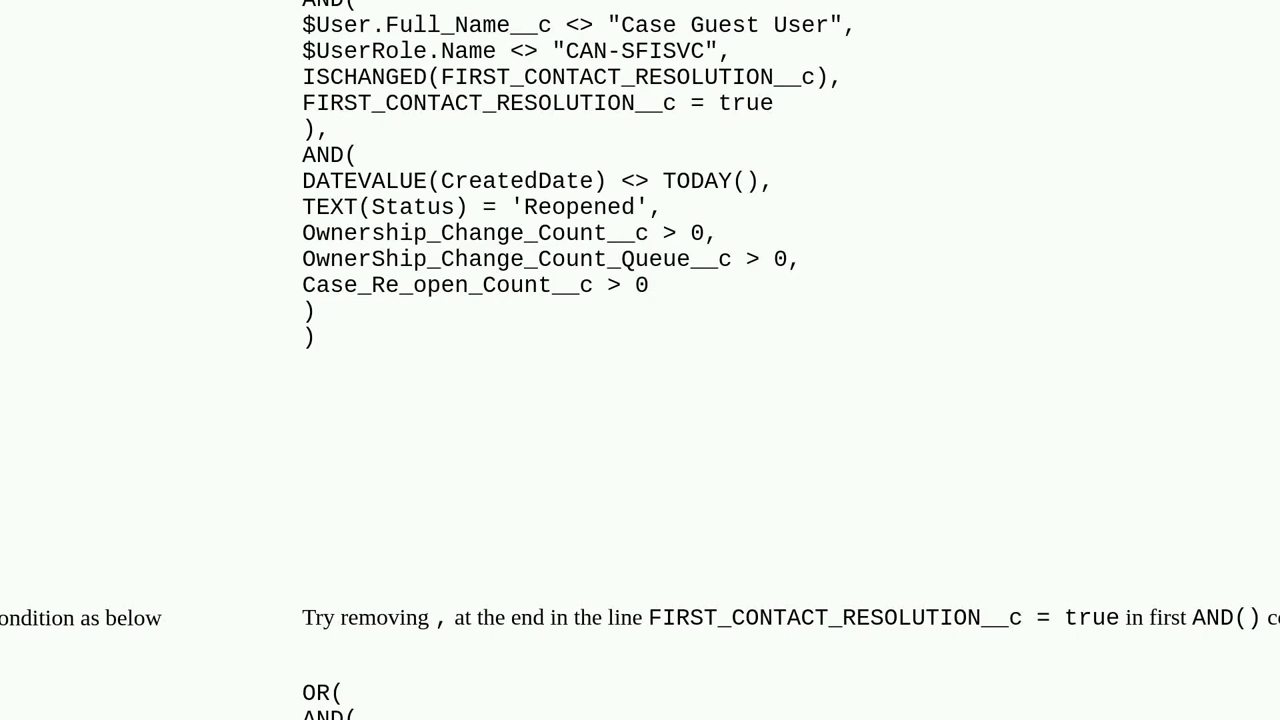 AND(
$User.Full_Name__c <> "Case Guest User",
$UserRole.Name <> "CAN-SFISVC",
ISCHANGED(FIRST_CONTACT_RESOLUTION__c),
FIRST_CONTACT_RESOLUTION__c = true
),
AND(
DATEVALUE(CreatedDate) <> TODAY(),
TEXT(Status) = 'Reopened',
Ownership_Change_Count__c > 0,
OwnerShip_Change_Count_Queue__c > 0,
Case_Re_open_Count__c > 0
)
)
ondition as below
Try removing , at the end in the line FIRST_CONTACT_RESOLUTION__c = true in first AND() c
OR(
AND(